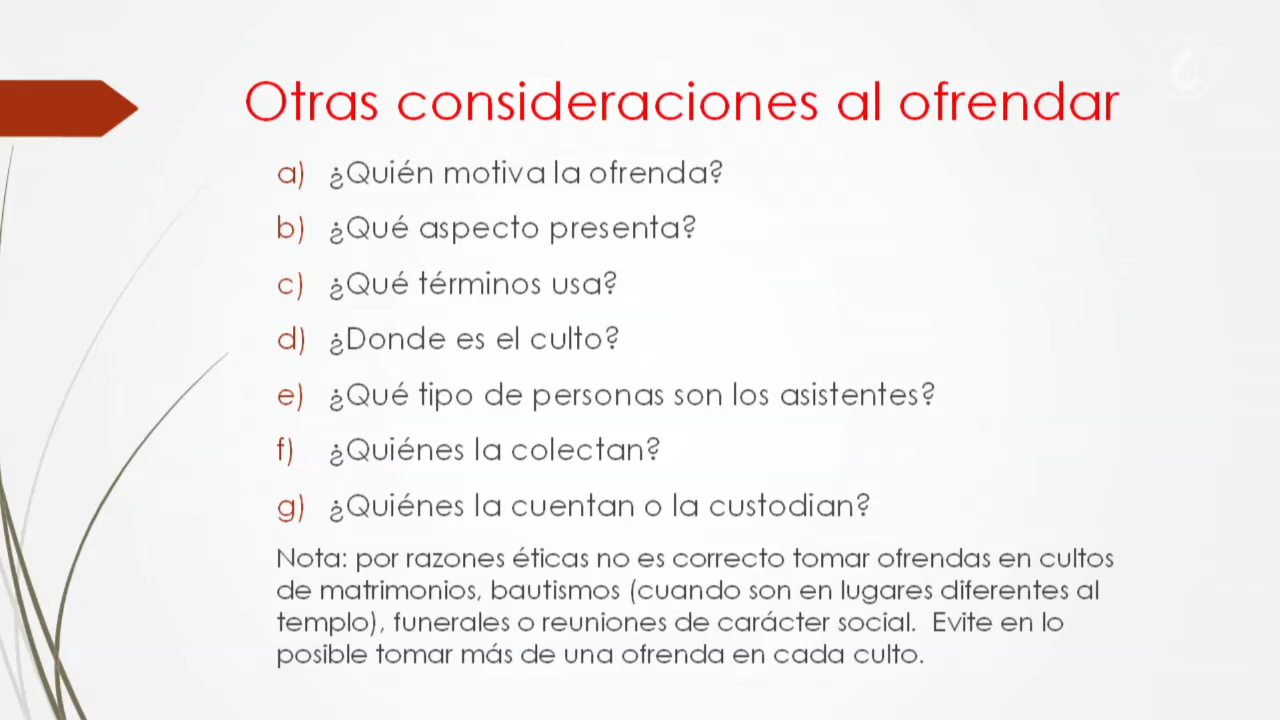 Otras consideraciones al ofrendar
a) ¿Quién motiva la ofrenda?
b) ¿Qué aspecto presenta?
c) ¿Qué términos usa?
d) ¿Donde es el culto?
e) ¿Qué tipo de personas son los asistentes?
f) ¿Quiénes la colectan?
g) ¿Quiénes la cuentan o la custodian?
Nota: por razones éticas no es correcto tomar ofrendas en cultos
de matrimonios, bautismos (cuando son en lugares diferentes al
templo), funerales o reuniones de carácter social.  Evite en lo
posible tomar más de una ofrenda en cada culto.